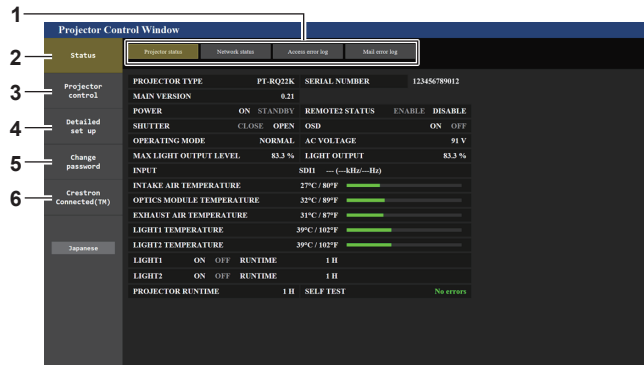 1
Projector Control Window
2
Status
Projector status
Network status
Access error log
Mail error log
3
Projector
control
4
Detailed
set up
5
Change
password
6
Crestron
Connected(TM)
Japanese
PROJECTOR TYPE PT-RQ22K SERIAL NUMBER 123456789012
MAIN VERSION 0.21
POWER ON STANDBY REMOTE2 STATUS ENABLE DISABLE
SHUTTER CLOSE OPEN OSD ON OFF
OPERATING MODE NORMAL AC VOLTAGE 91 V
MAX LIGHT OUTPUT LEVEL 83.3 % LIGHT OUTPUT 83.3 %
INPUT SDI1 --- (---kHz/---Hz)
INTAKE AIR TEMPERATURE 27°C / 80°F
OPTICS MODULE TEMPERATURE 32°C / 89°F
EXHAUST AIR TEMPERATURE 31°C / 87°F
LIGHT1 TEMPERATURE 39°C / 102°F
LIGHT2 TEMPERATURE 39°C / 102°F
LIGHT1 ON OFF RUNTIME 1 H
LIGHT2 ON OFF RUNTIME 1 H
PROJECTOR RUNTIME 1 H SELF TEST No errors